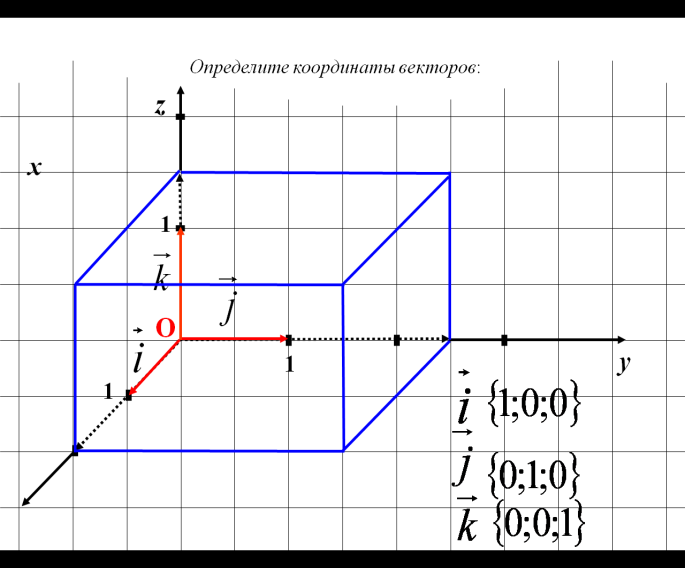 Определите координаты векторов:
z
x
1
k
j
O
i
1
1
y
i {1;0;0}
j {0;1;0}
k {0;0;1}